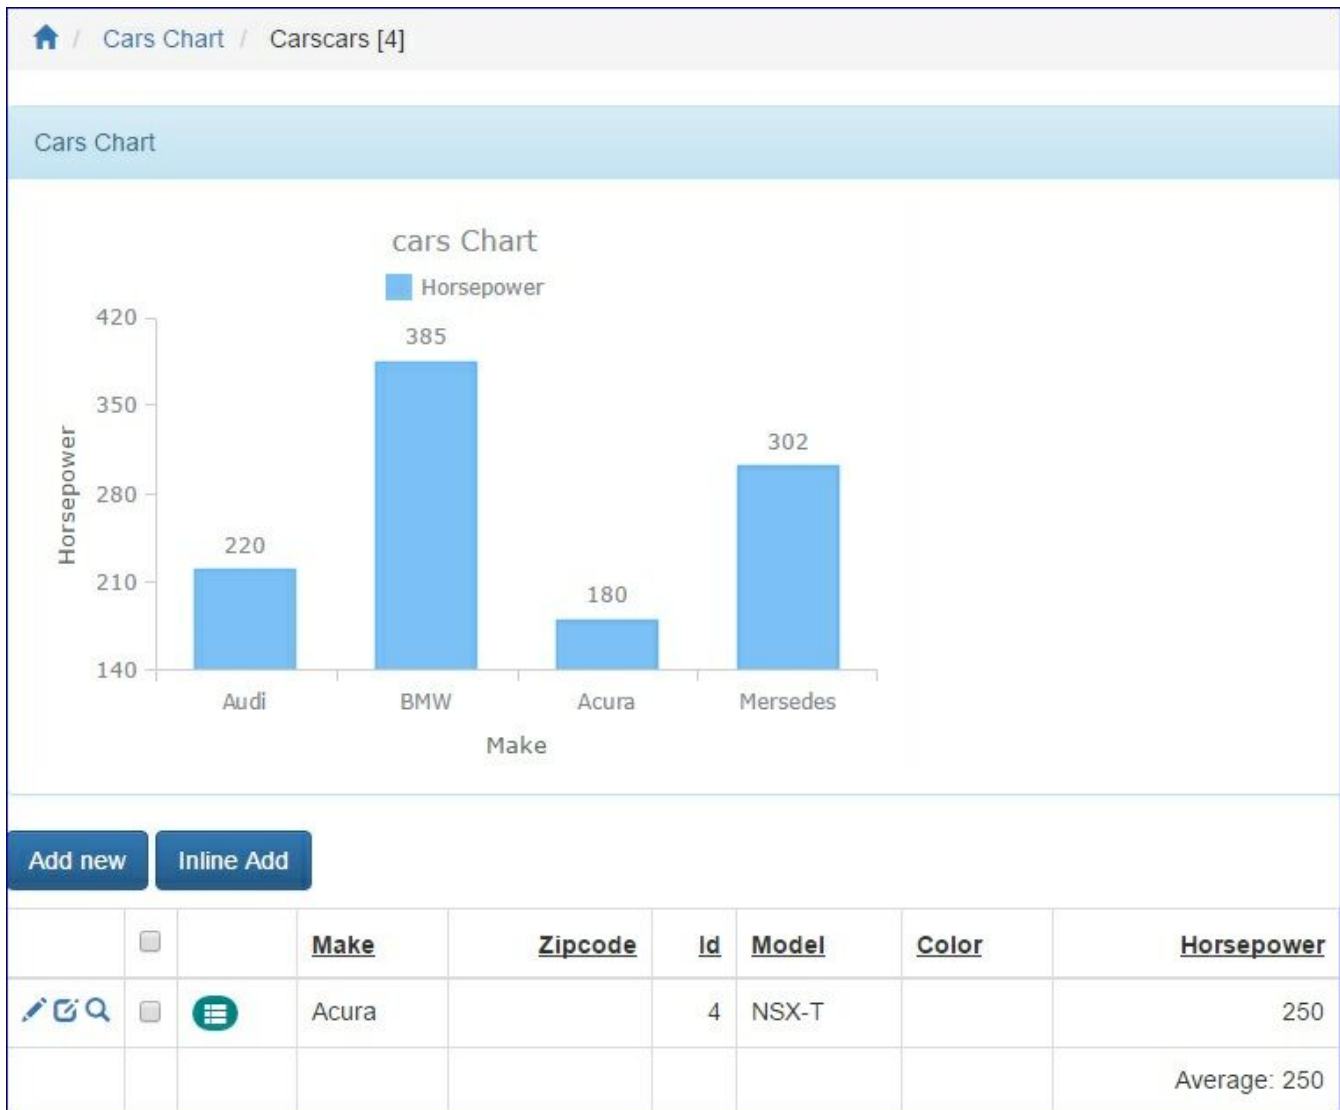 / Cars Chart / Carscars [4]
Cars Chart
cars Chart
Horsepower
420
350
280
210
140
Horsepower
220
385
180
302
Audi BMW Acura Mersedes
Make
Add new Inline Add
Make Zipcode Id Model Color Horsepower
Acura 4 NSX-T 250
Average: 250